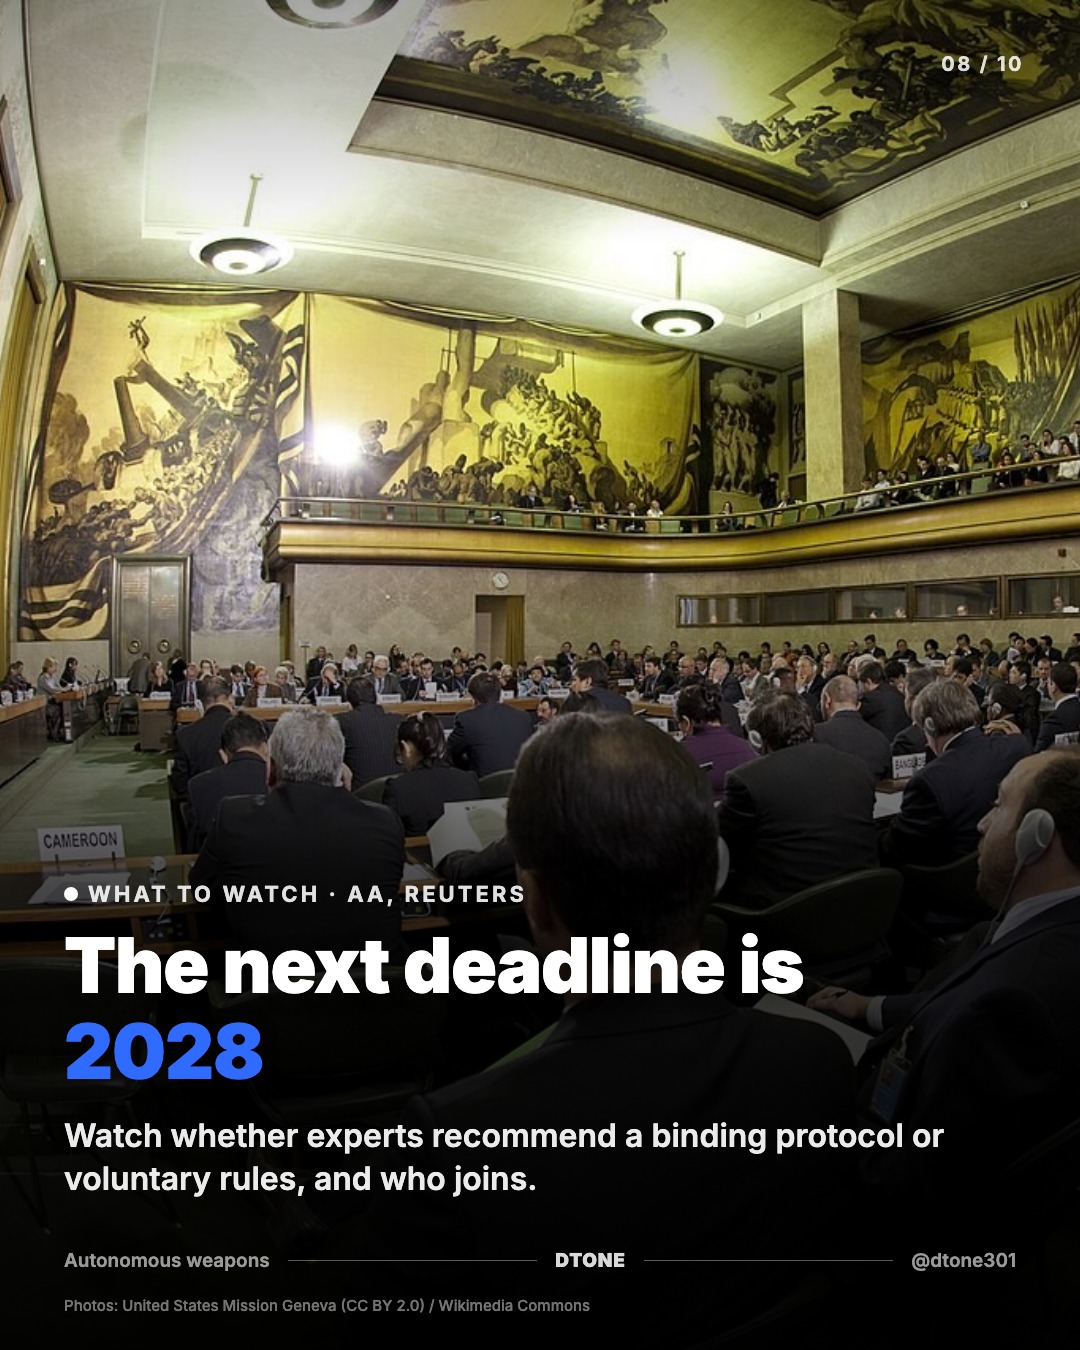 08 / 10
CAMEROON
WHAT TO WATCH · AA, REUTERS
The next deadline is
2028
Watch whether experts recommend a binding protocol or
voluntary rules, and who joins.
Autonomous weapons
DTONE
@dtone301
Photos: United States Mission Geneva (CC BY 2.0) / Wikimedia Commons